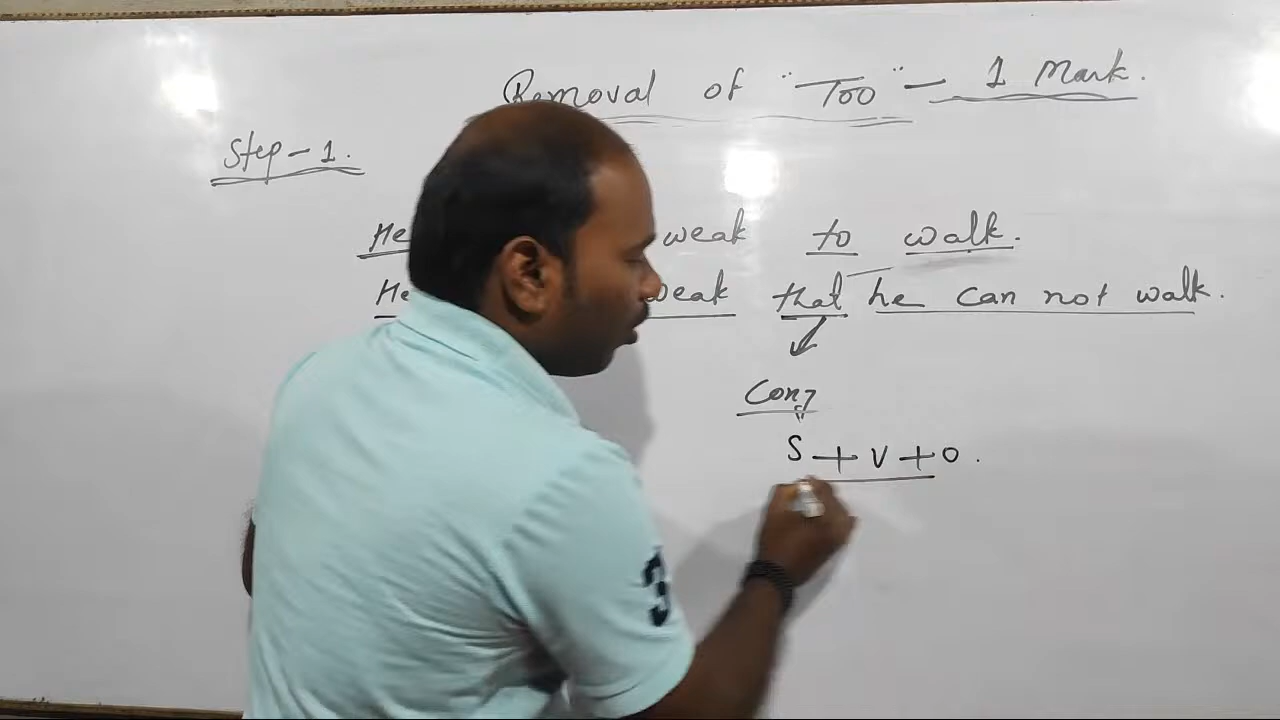 Removal of "Too" - 1 Mark.
Step - 1.
He weak to walk.
He weak that he can not walk.
Conj
S + V + O.
3